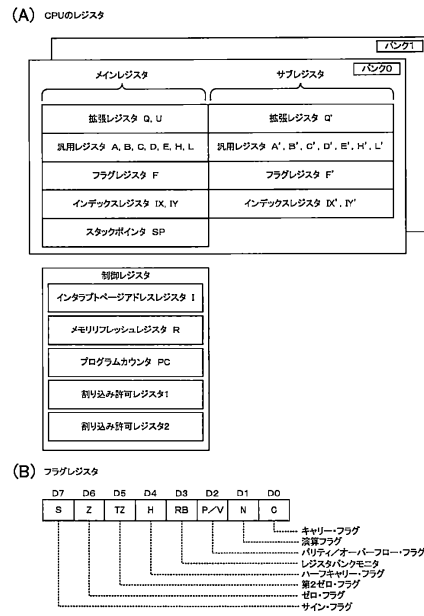 (A) CPUのレジスタ
バンク1
バンク0
メインレジスタ サブレジスタ
拡張レジスタ Q, U 拡張レジスタ Q'
汎用レジスタ A, B, C, D, E, H, L 汎用レジスタ A', B', C', D', E', H', L'
フラグレジスタ F フラグレジスタ F'
インデックスレジスタ IX, IY インデックスレジスタ IX', IY'
スタックポインタ SP
制御レジスタ
インタラプトページアドレスレジスタ I
メモリリフレッシュレジスタ R
プログラムカウンタ PC
割り込み許可レジスタ1
割り込み許可レジスタ2
(B) フラグレジスタ
D7 D6 D5 D4 D3 D2 D1 D0
S Z TZ H RB P/V N C
キャリー・フラグ
演算フラグ
パリティ/オーバーフロー・フラグ
レジスタバンクモニタ
ハーフキャリー・フラグ
第2ゼロ・フラグ
ゼロ・フラグ
サイン・フラグ